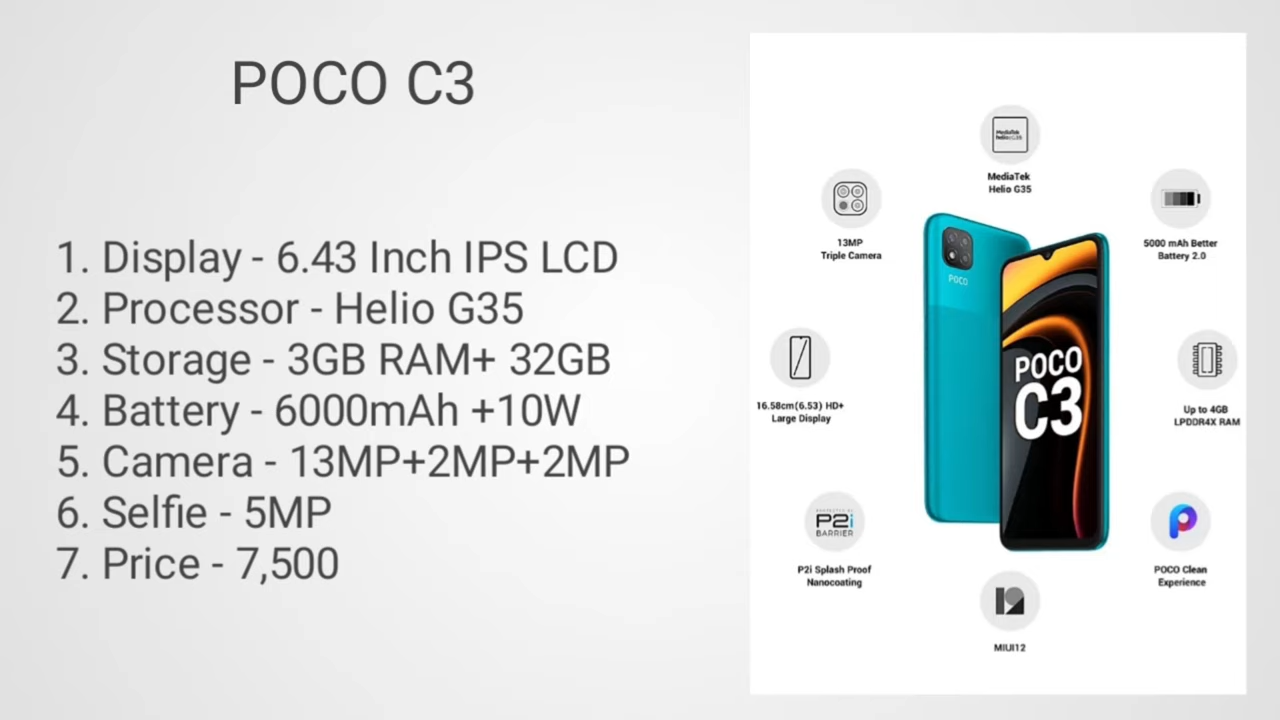 POCO C3
1. Display - 6.43 Inch IPS LCD
2. Processor - Helio G35
3. Storage - 3GB RAM+ 32GB
4. Battery - 6000mAh +10W
5. Camera - 13MP+2MP+2MP
6. Selfie - 5MP
7. Price - 7,500
MediaTek
Helio G35
13MP
Triple Camera
5000 mAh Better
Battery 2.0
POCO
POCO
C3
16.58cm(6.53) HD+
Large Display
Up to 4GB
LPDDR4X RAM
P2i
BARRIER
P2i Splash Proof
Nanocoating
POCO Clean
Experience
MIUI12